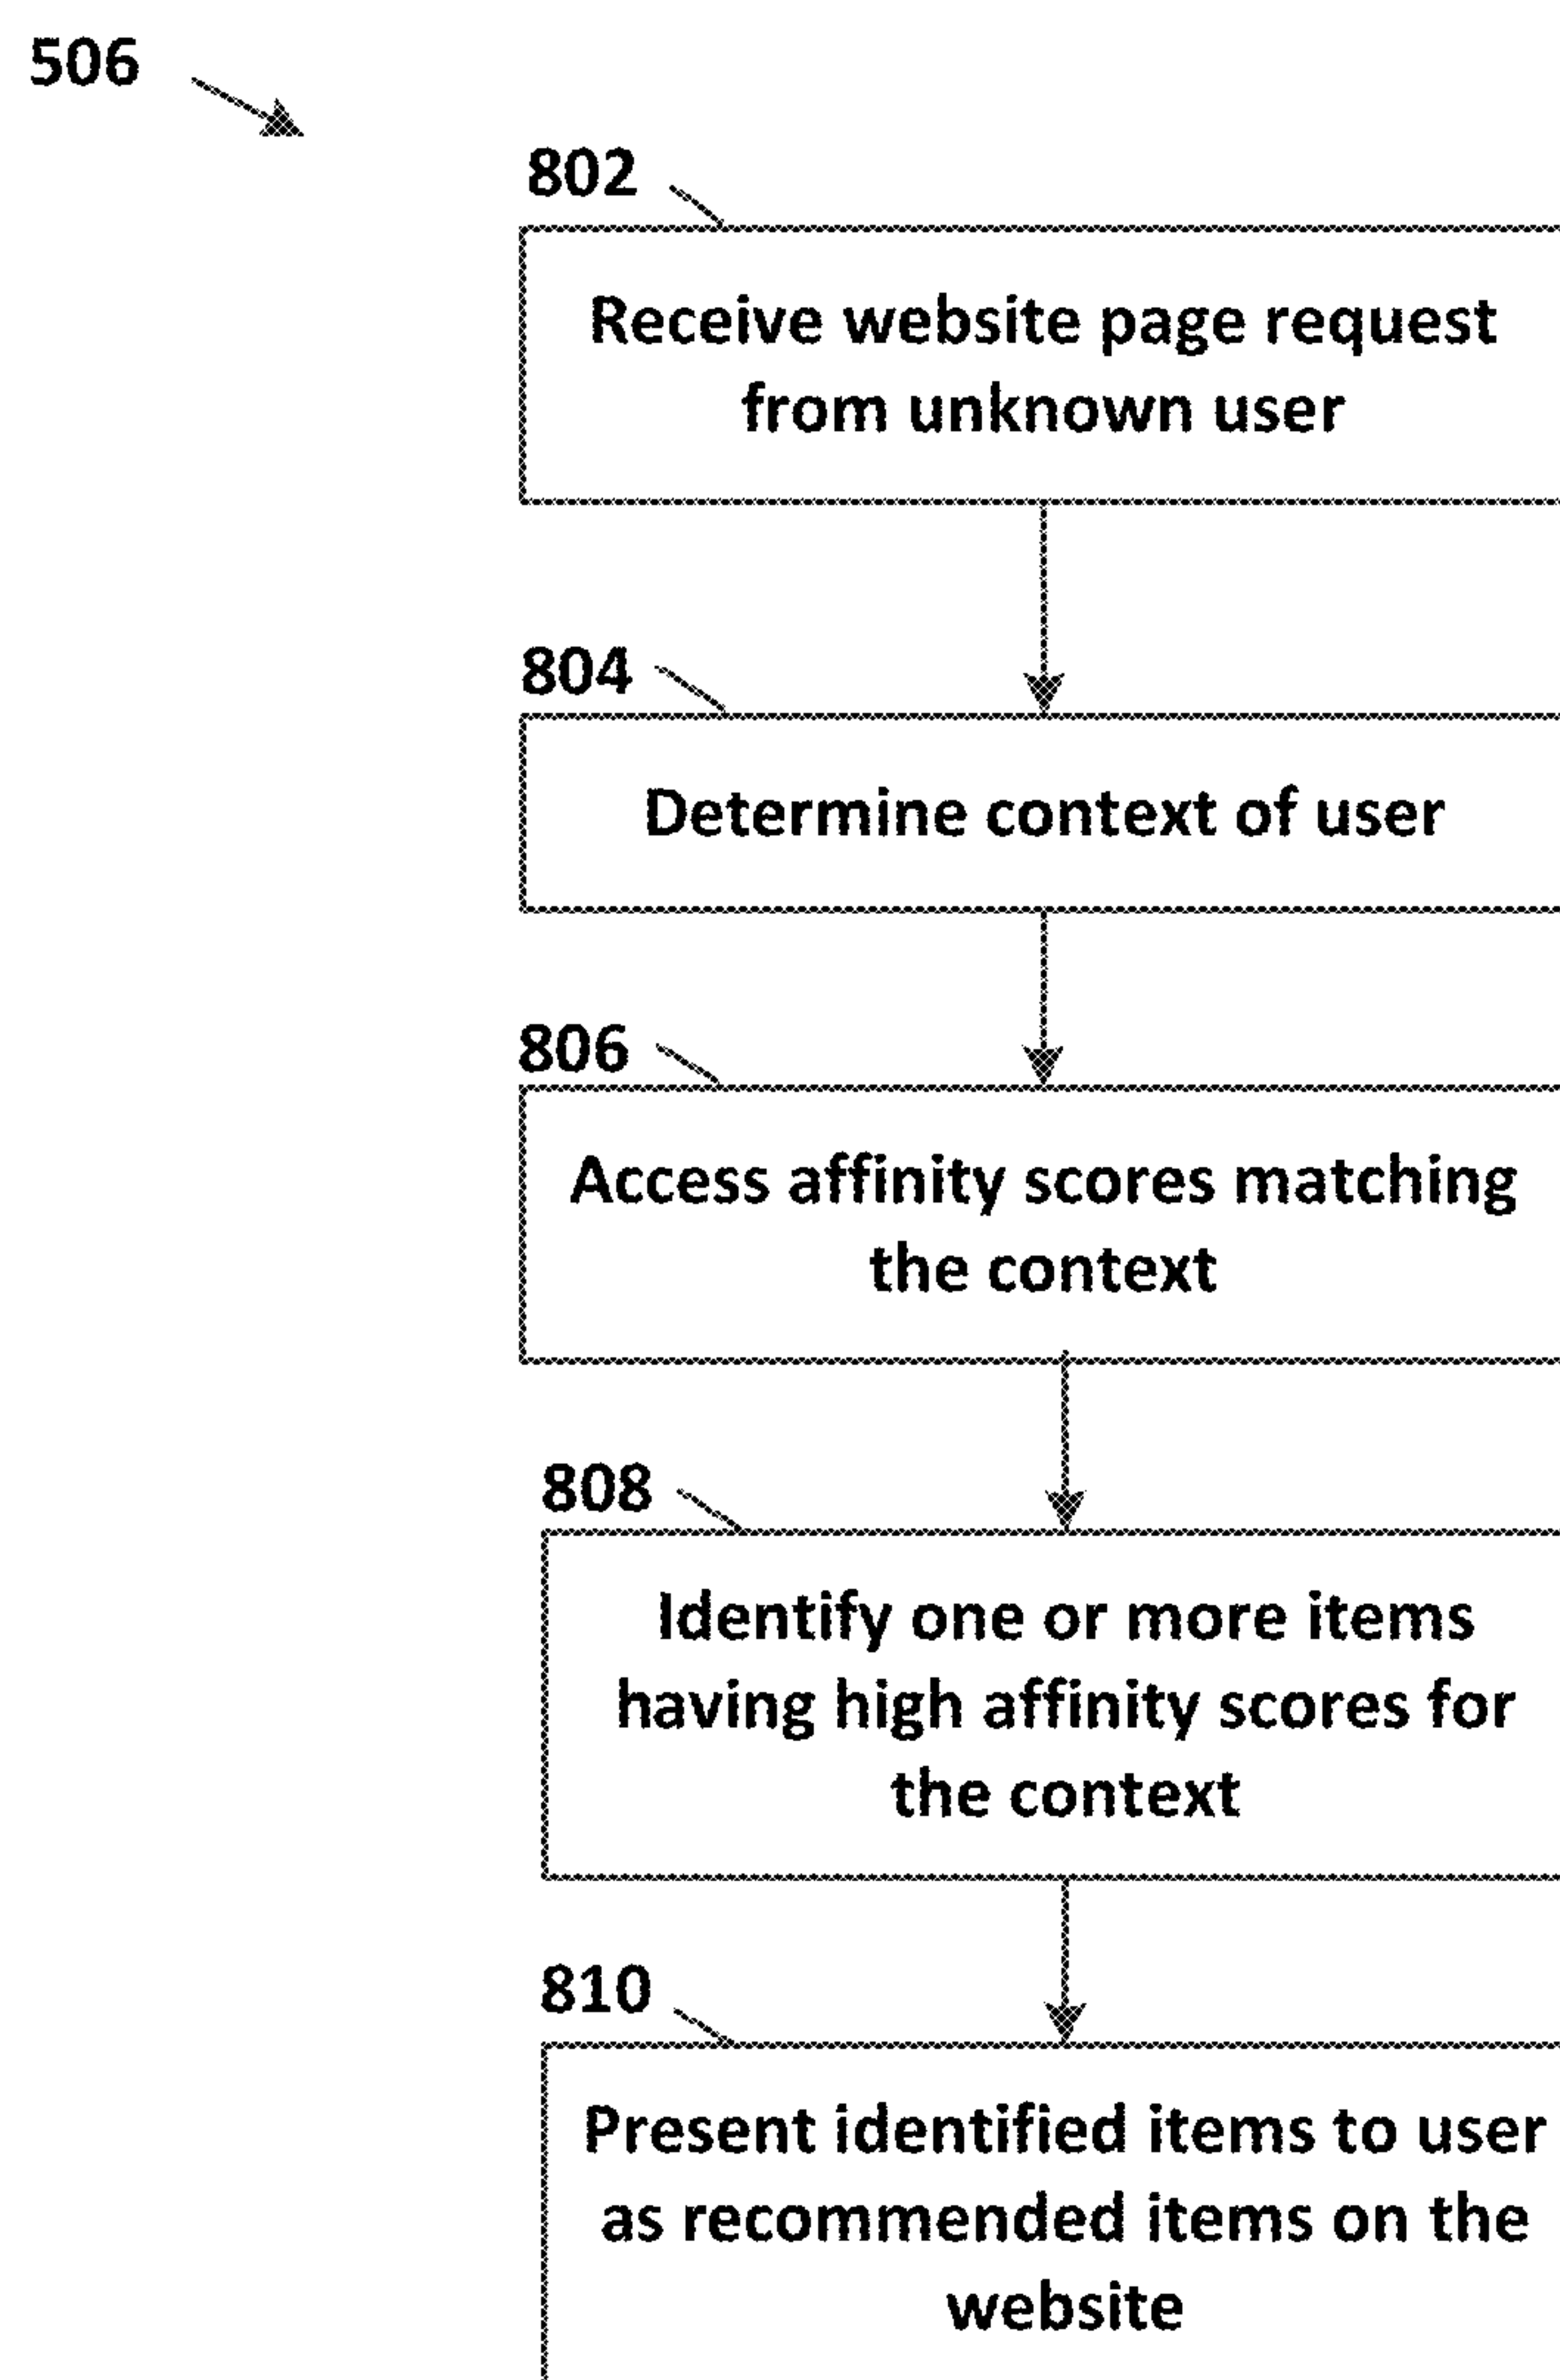 506
802
Receive website page request
from unknown user
804
Determine context of user
806
Access affinity scores matching
the context
808
Identify one or more items
having high affinity scores for
the context
810
Present identified items to user
as recommended items on the
website